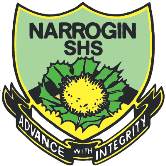 NARROGIN
SHS
ADVANCE WITH INTEGRITY